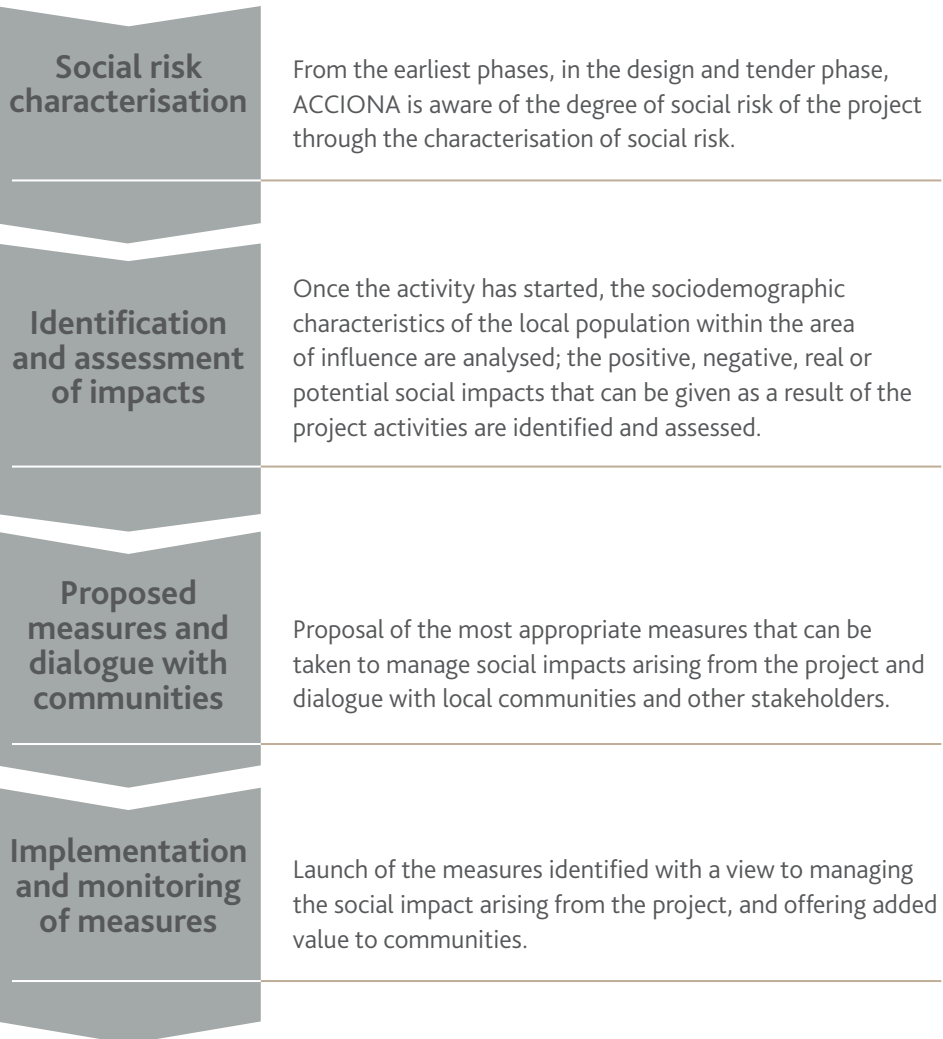 Social risk
characterisation
From the earliest phases, in the design and tender phase,
ACCIONA is aware of the degree of social risk of the project
through the characterisation of social risk.
Identification
and assessment
of impacts
Once the activity has started, the sociodemographic
characteristics of the local population within the area
of influence are analysed; the positive, negative, real or
potential social impacts that can be given as a result of the
project activities are identified and assessed.
Proposed
measures and
dialogue with
communities
Proposal of the most appropriate measures that can be
taken to manage social impacts arising from the project and
dialogue with local communities and other stakeholders.
Implementation
and monitoring
of measures
Launch of the measures identified with a view to managing
the social impact arising from the project, and offering added
value to communities.